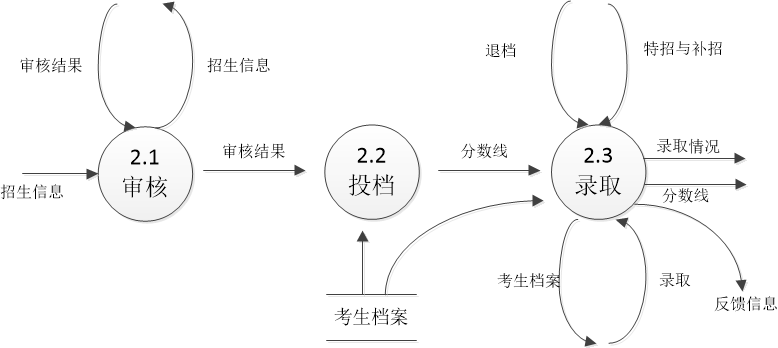 退档
特招与补招
审核结果
招生信息
2.1
审核
审核结果
2.2
投档
分数线
2.3
录取
录取情况
分数线
招生信息
考生档案
录取
反馈信息
考生档案